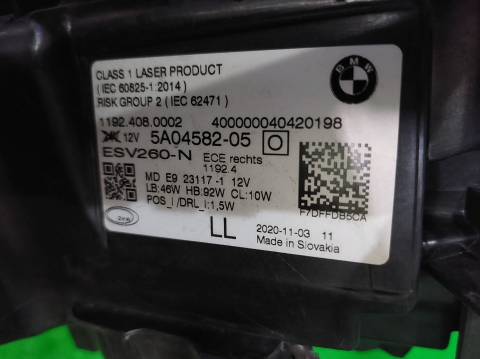 CLASS 1 LASER PRODUCT
( IEC 60825-1:2014 )
RISK GROUP 2 ( IEC 62471 )
BMW
1192.408.0002 400000040420198
12V 5A04582-05
ESV260-N ECE rechts
1192.4
MD E9 23117 -1 12V
LB:46W HB:92W CL:10W
POS_I /DRL_I:1,5W
F7DFFDB5CA
LL
2020-11-03 11
Made in Slovakia